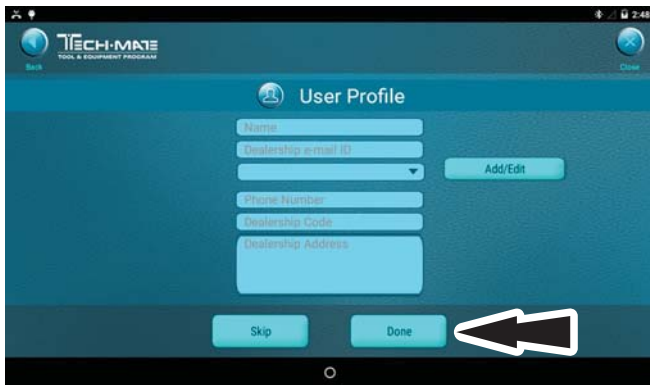 2:48
TECH-MATE
TOOL & EQUIPMENT PROGRAM
Back
Close
User Profile
Name
Dealership e-mail ID
Add/Edit
Phone Number
Dealership Code
Dealership Address
Skip
Done